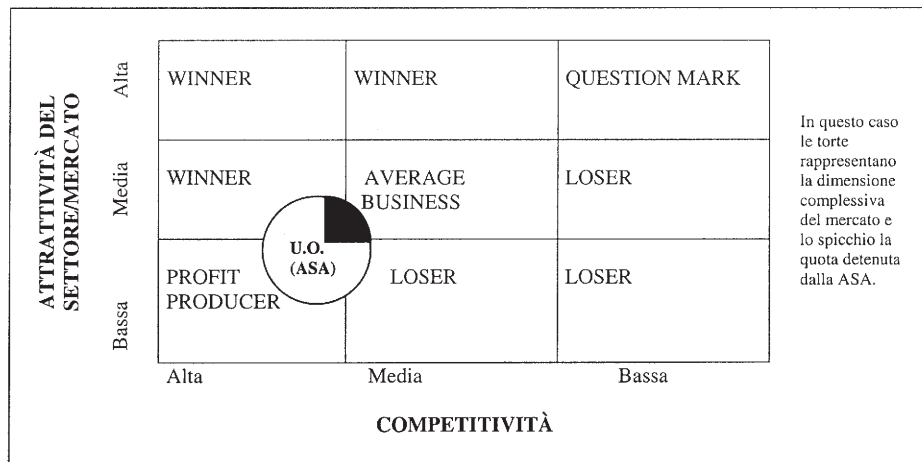 ATTRATTIVITÀ DEL
SETTORE/MERCATO
Alta
WINNER
WINNER
QUESTION MARK
Media
WINNER
AVERAGE
BUSINESS
LOSER
U.O.
(ASA)
Bassa
PROFIT
PRODUCER
LOSER
LOSER
Alta
Media
Bassa
COMPETITIVITÀ
In questo caso
le torte
rappresentano
la dimensione
complessiva
del mercato e
lo spicchio la
quota detenuta
dalla ASA.